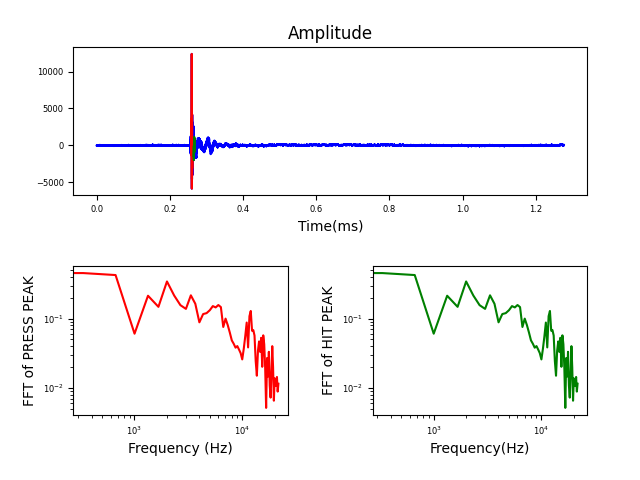 Amplitude
10000
5000
0
−5000
0.0 0.2 0.4 0.6 0.8 1.0 1.2
Time(ms)
FFT of PRESS PEAK
10⁻¹
10⁻²
10³ 10⁴
Frequency (Hz)
FFT of HIT PEAK
10⁻¹
10⁻²
10³ 10⁴
Frequency(Hz)